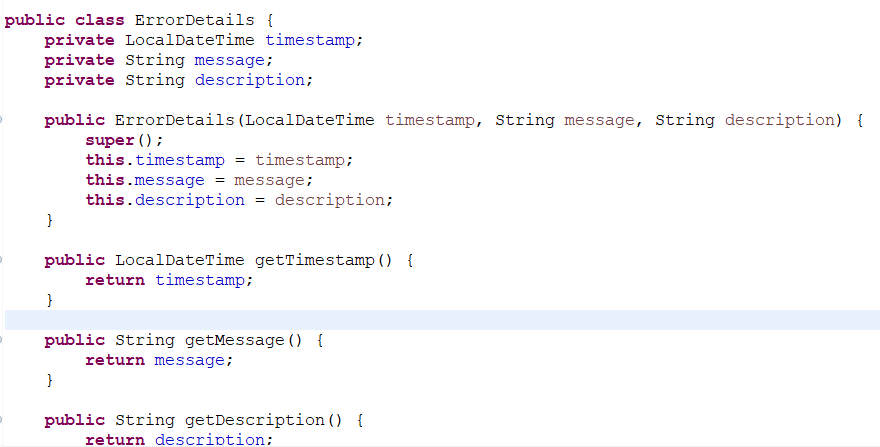 public class ErrorDetails {
    private LocalDateTime timestamp;
    private String message;
    private String description;

    public ErrorDetails(LocalDateTime timestamp, String message, String description) {
        super();
        this.timestamp = timestamp;
        this.message = message;
        this.description = description;
    }

    public LocalDateTime getTimestamp() {
        return timestamp;
    }

    public String getMessage() {
        return message;
    }

    public String getDescription() {
        return description;